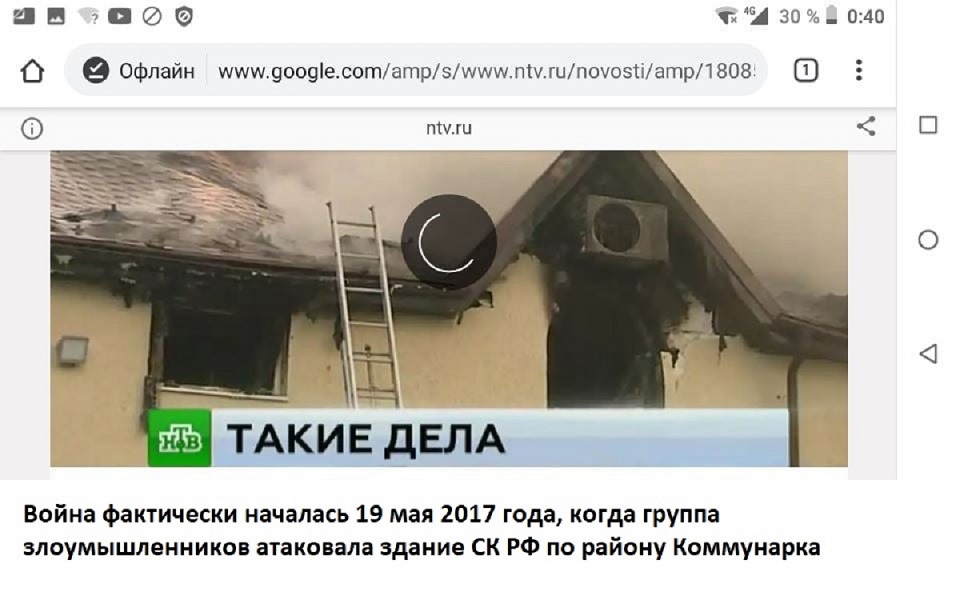 ? 4G 30 % 0:40
Офлайн www.google.com/amp/s/www.ntv.ru/novosti/amp/1808
1
ntv.ru
НТВ ТАКИЕ ДЕЛА
Война фактически началась 19 мая 2017 года, когда группа
злоумышленников атаковала здание СК РФ по району Коммунарка